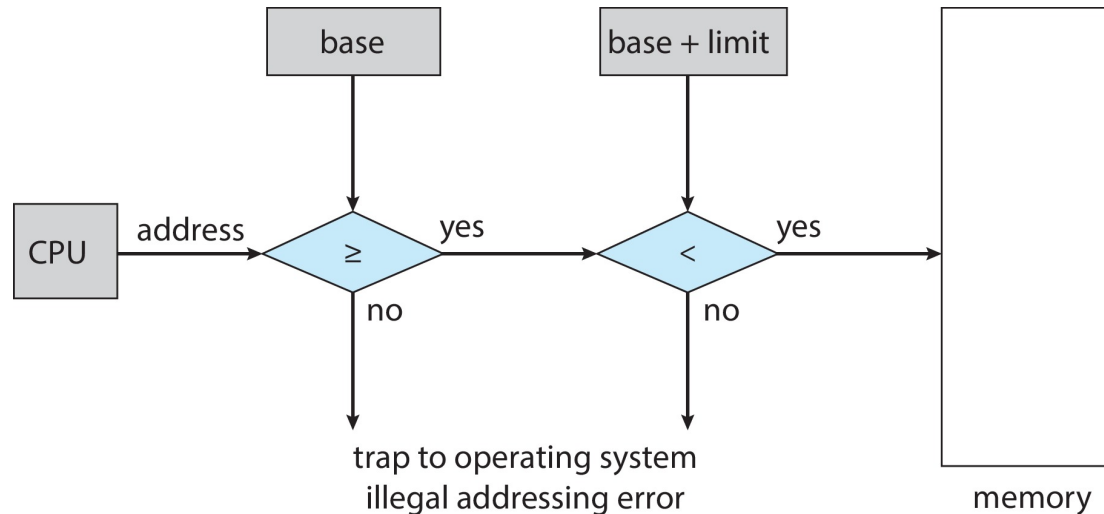 base
base + limit
CPU
address
≥
yes
<
yes
no
no
trap to operating system
illegal addressing error
memory